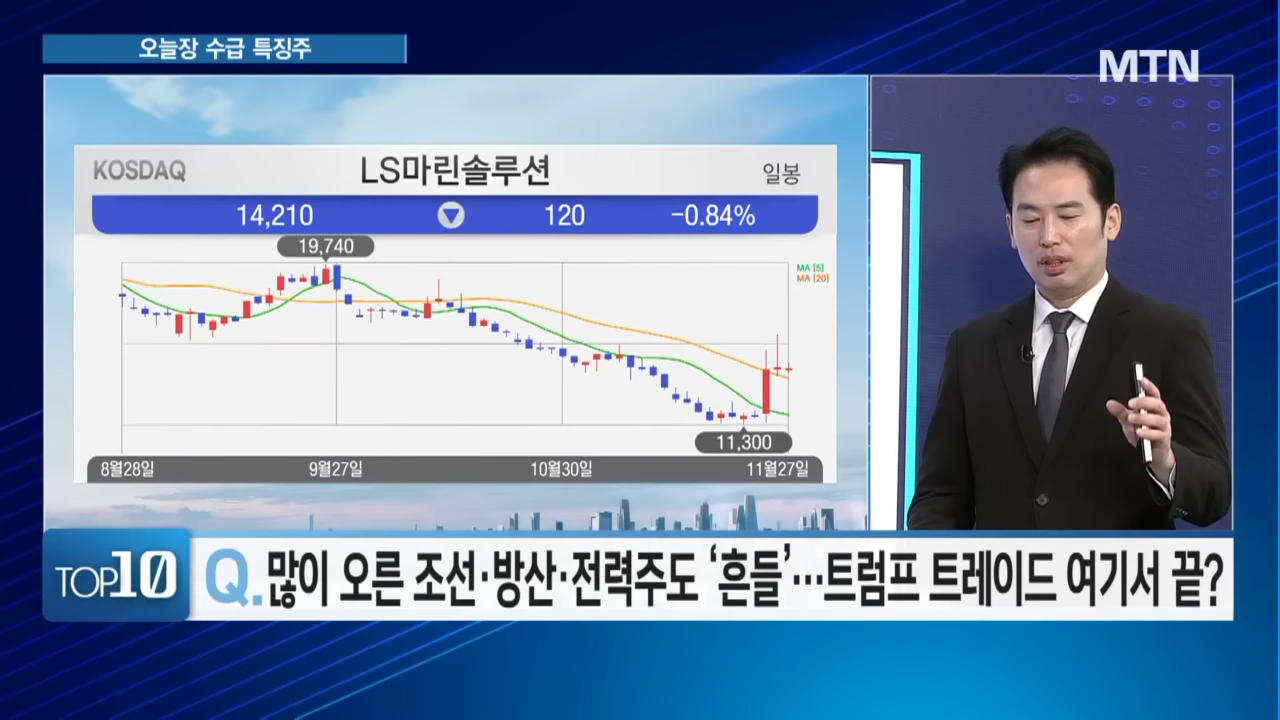 오늘장 수급 특징주
MTN
KOSDAQ
LS마린솔루션
일봉
14,210 ▼ 120 -0.84%
19,740
MA [5]
MA [20]
11,300
8월28일 9월27일 10월30일 11월27일
TOP10
Q. 많이 오른 조선·방산·전력주도 ‘흔들’…트럼프 트레이드 여기서 끝?